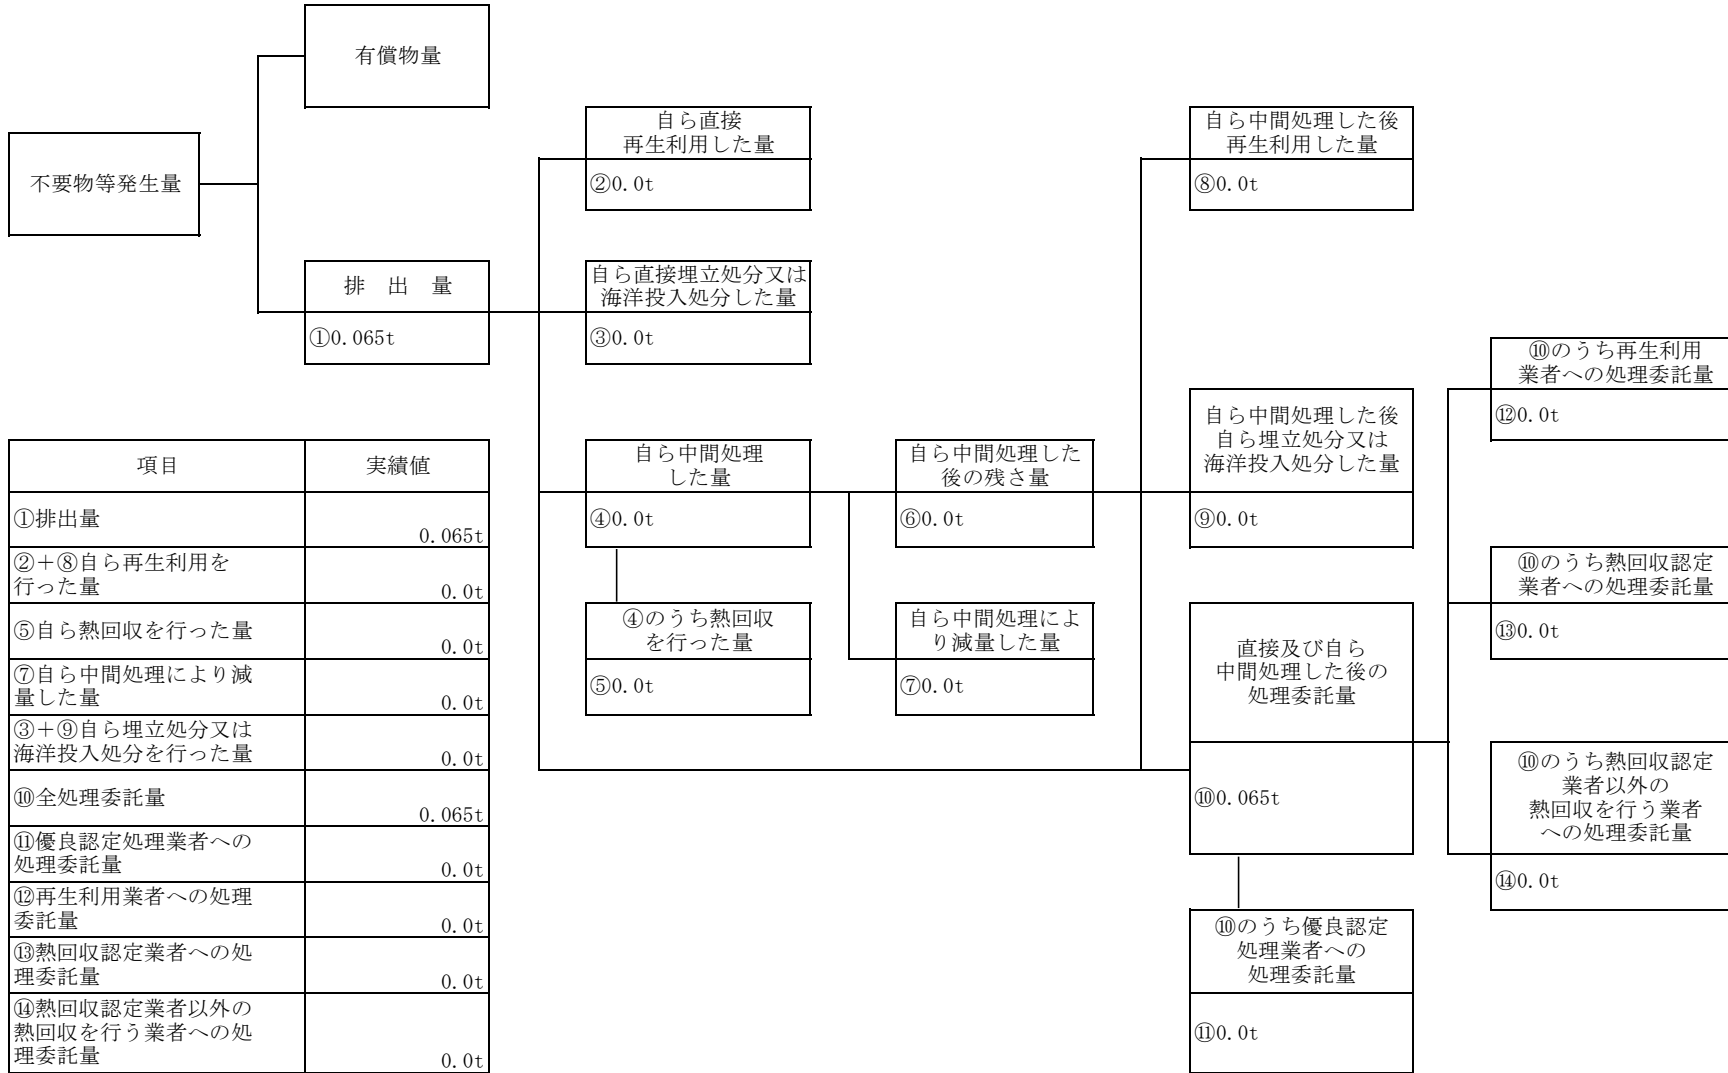 有償物量
不要物等発生量
排　出　量
①0.065t
自ら直接
再生利用した量
②0.0t
自ら直接埋立処分又は
海洋投入処分した量
③0.0t
自ら中間処理
した量
④0.0t
④のうち熱回収
を行った量
⑤0.0t
自ら中間処理した
後の残さ量
⑥0.0t
自ら中間処理によ
り減量した量
⑦0.0t
自ら中間処理した後
再生利用した量
⑧0.0t
自ら中間処理した後
自ら埋立処分又は
海洋投入処分した量
⑨0.0t
直接及び自ら
中間処理した後の
処理委託量
⑩0.065t
⑩のうち優良認定
処理業者への
処理委託量
⑪0.0t
⑩のうち再生利用
業者への処理委託量
⑫0.0t
⑩のうち熱回収認定
業者への処理委託量
⑬0.0t
⑩のうち熱回収認定
業者以外の
熱回収を行う業者
への処理委託量
⑭0.0t
項目 実績値
①排出量
0.065t
②＋⑧自ら再生利用を
行った量
0.0t
⑤自ら熱回収を行った量
0.0t
⑦自ら中間処理により減
量した量
0.0t
③＋⑨自ら埋立処分又は
海洋投入処分を行った量
0.0t
⑩全処理委託量
0.065t
⑪優良認定処理業者への
処理委託量
0.0t
⑫再生利用業者への処理
委託量
0.0t
⑬熱回収認定業者への処
理委託量
0.0t
⑭熱回収認定業者以外の
熱回収を行う業者への処
理委託量
0.0t